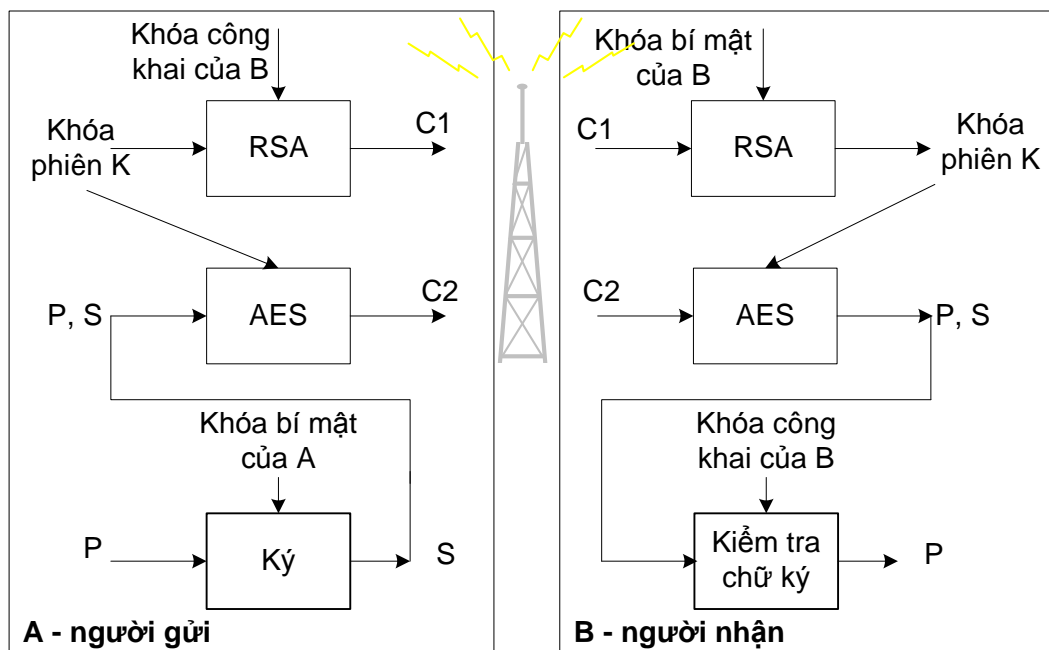 Khóa công
khai của B
Khóa
phiên K
RSA
C1
P, S
AES
C2
Khóa bí mật
của A
P
Ký
S
A - người gửi
Khóa bí mật
của B
C1
RSA
Khóa
phiên K
C2
AES
P, S
Khóa công
khai của B
Kiểm tra
chữ ký
P
B - người nhận